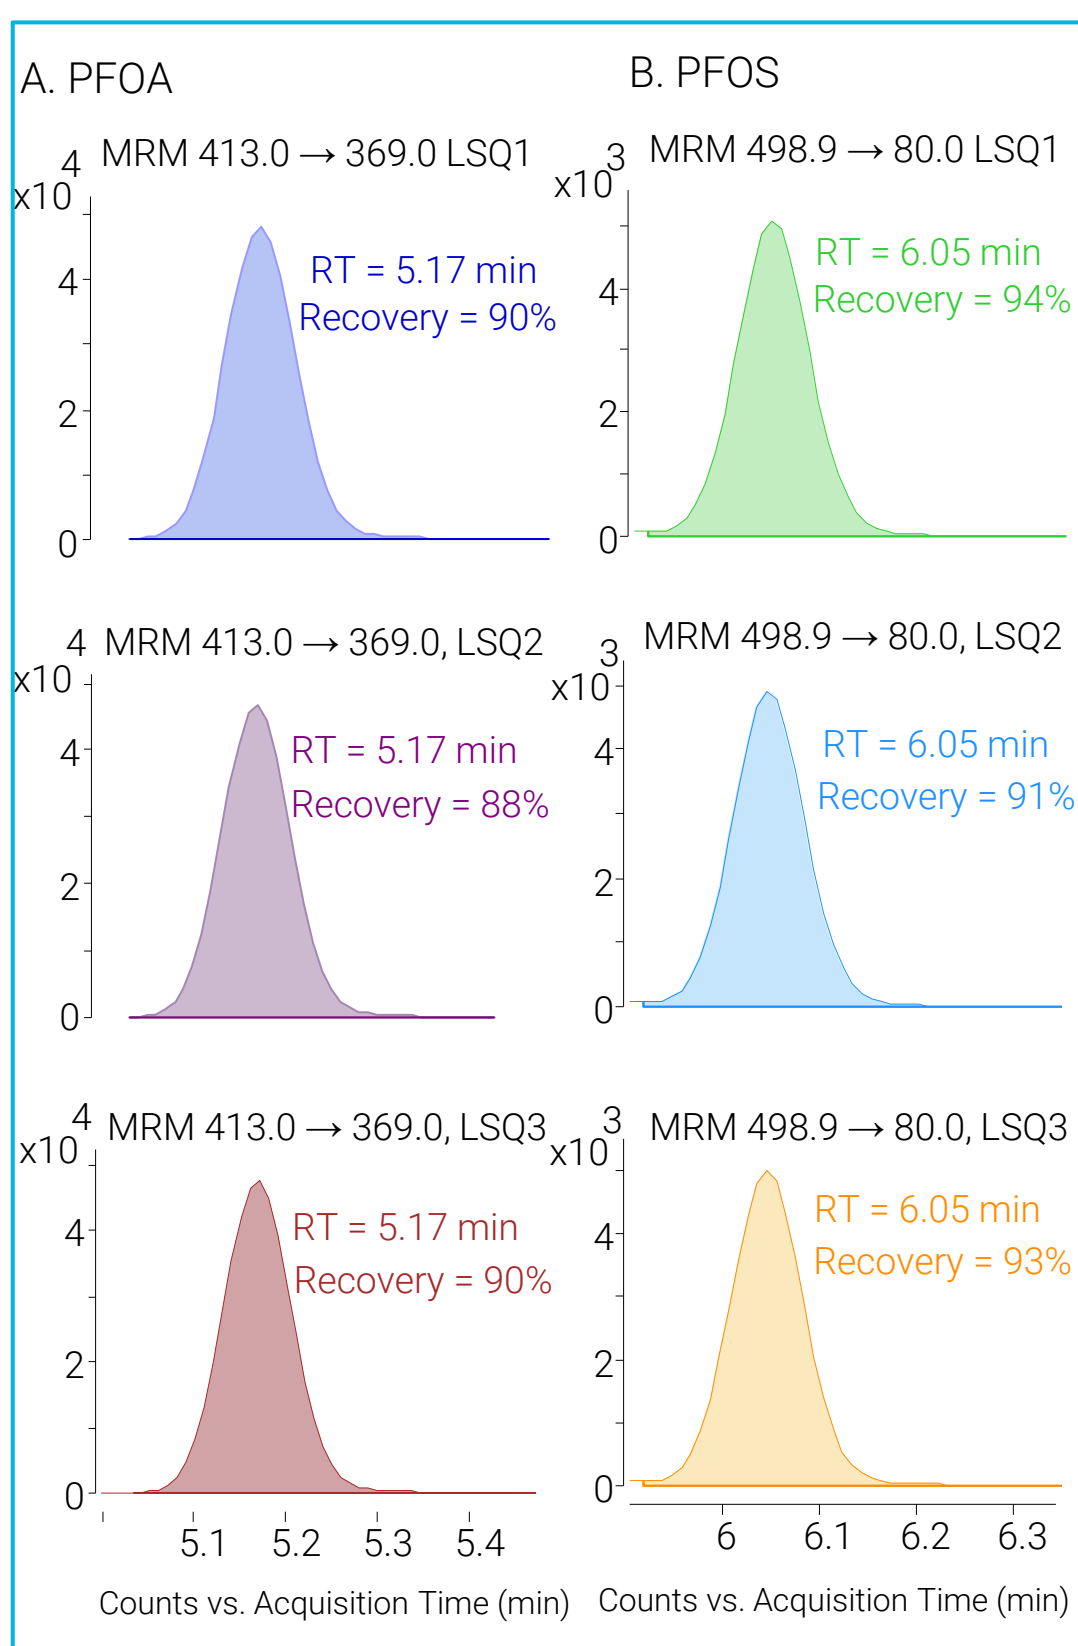 A. PFOA
MRM 413.0 → 369.0 LSQ1
x10 4
4
2
0
RT = 5.17 min
Recovery = 90%
MRM 413.0 → 369.0, LSQ2
x10 4
4
2
0
RT = 5.17 min
Recovery = 88%
MRM 413.0 → 369.0, LSQ3
x10 4
4
2
0
RT = 5.17 min
Recovery = 90%
5.1 5.2 5.3 5.4
Counts vs. Acquisition Time (min)
B. PFOS
MRM 498.9 → 80.0 LSQ1
x10 3
4
2
0
RT = 6.05 min
Recovery = 94%
MRM 498.9 → 80.0, LSQ2
x10 3
4
2
0
RT = 6.05 min
Recovery = 91%
MRM 498.9 → 80.0, LSQ3
x10 3
4
2
0
RT = 6.05 min
Recovery = 93%
6 6.1 6.2 6.3
Counts vs. Acquisition Time (min)